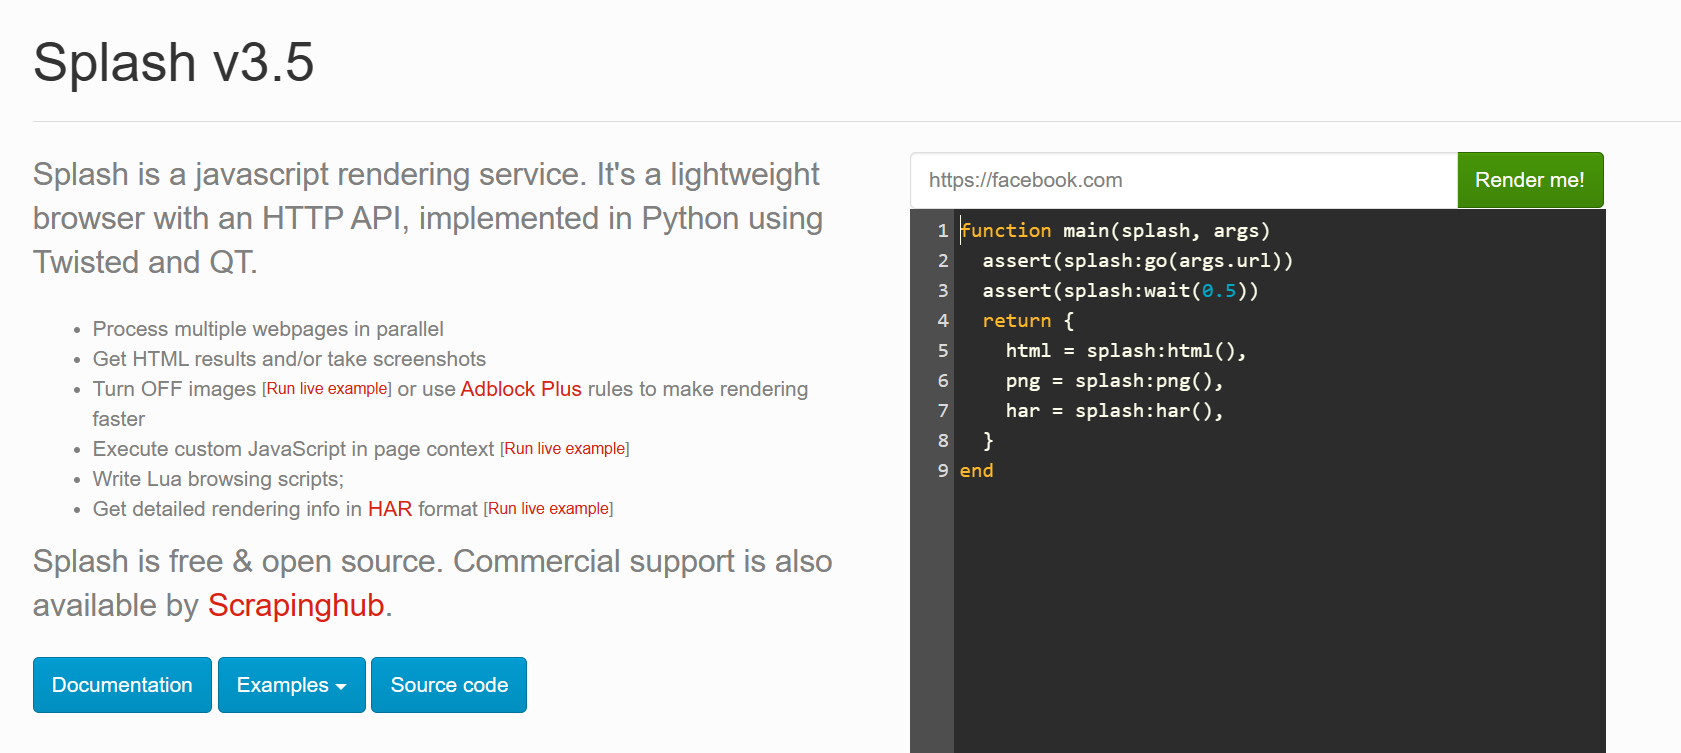 Splash v3.5
Splash is a javascript rendering service. It's a lightweight
browser with an HTTP API, implemented in Python using
Twisted and QT.
• Process multiple webpages in parallel
• Get HTML results and/or take screenshots
• Turn OFF images [Run live example] or use Adblock Plus rules to make rendering
faster
• Execute custom JavaScript in page context [Run live example]
• Write Lua browsing scripts;
• Get detailed rendering info in HAR format [Run live example]
Splash is free & open source. Commercial support is also
available by Scrapinghub.
Documentation
Examples
Source code
https://facebook.com
Render me!
1 function main(splash, args)
2   assert(splash:go(args.url))
3   assert(splash:wait(0.5))
4   return {
5     html = splash:html(),
6     png = splash:png(),
7     har = splash:har(),
8   }
9 end